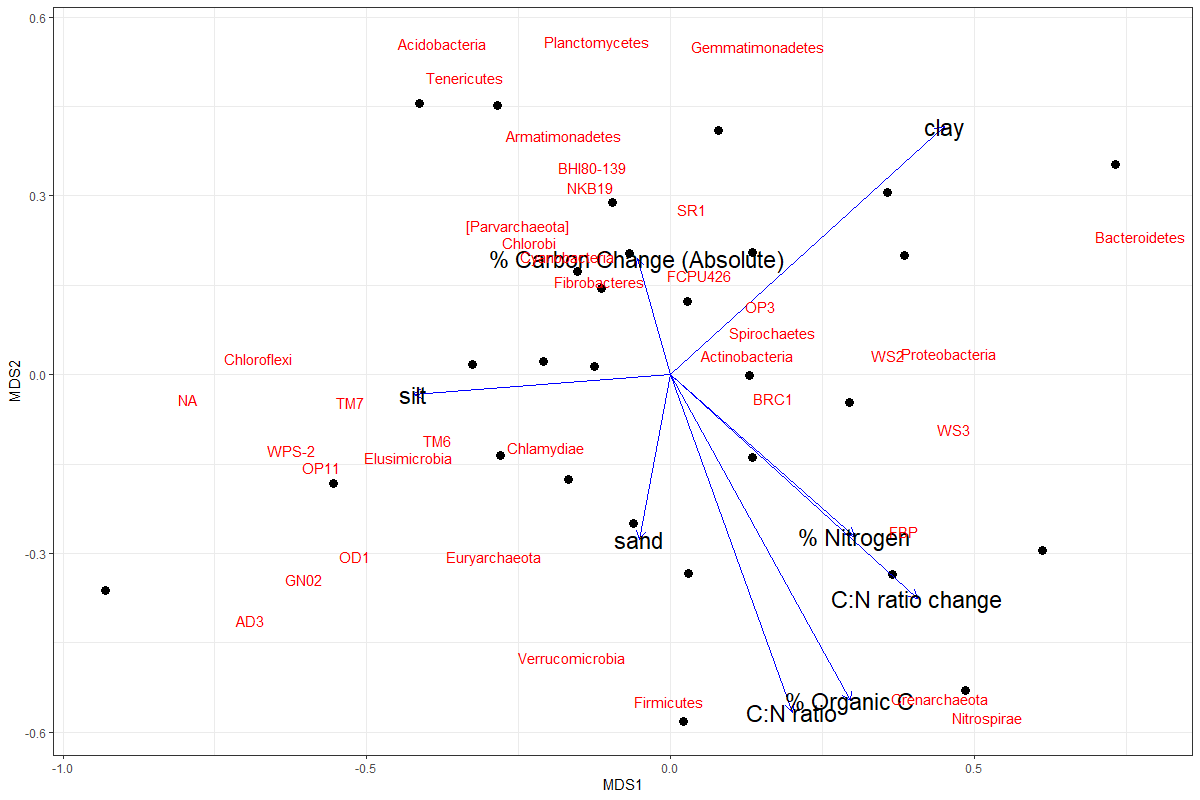 0.6
Acidobacteria
Planctomycetes
Gemmatimonadetes
Tenericutes
Armatimonadetes
clay
BHI80-139
NKB19
0.3
SR1
[Parvarchaeota]
Chlorobi
Bacteroidetes
Cyanobacteria
% Carbon Change (Absolute)
FCPU426
Fibrobacteres
OP3
Spirochaetes
Chloroflexi
Actinobacteria
WS2
Proteobacteria
0.0
MDS2
silt
NA
TM7
BRC1
WS3
TM6
Chlamydiae
WPS-2
Elusimicrobia
OP11
sand
% Nitrogen
FBP
-0.3
OD1
Euryarchaeota
GN02
C:N ratio change
AD3
Verrucomicrobia
Firmicutes
% Organic C
Crenarchaeota
C:N ratio
Nitrospirae
-0.6
-1.0
-0.5
0.0
0.5
MDS1